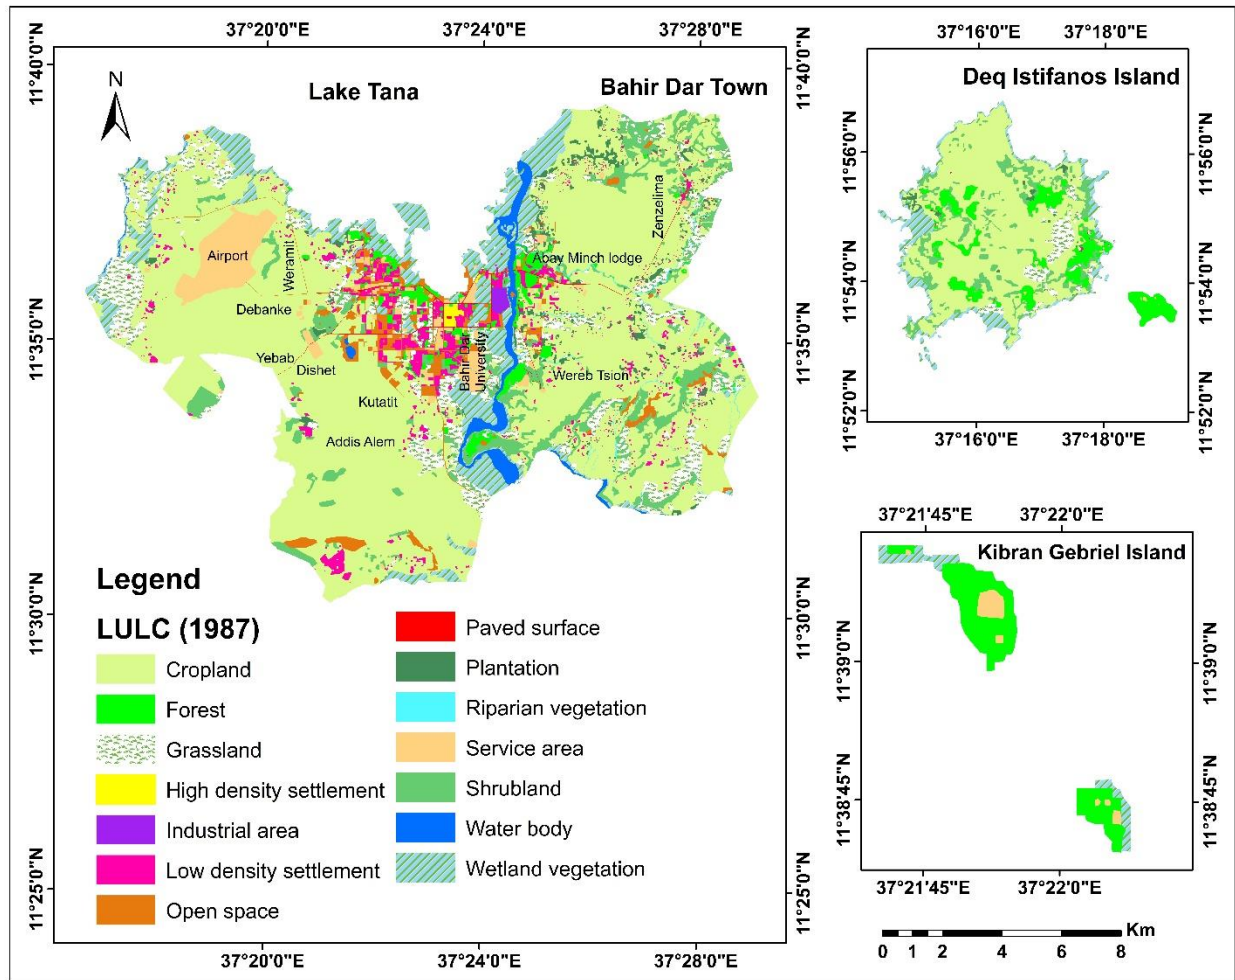 37°20'0"E 37°24'0"E 37°28'0"E
11°40'0"N
11°35'0"N
11°30'0"N
11°25'0"N
N
Lake Tana
Bahir Dar Town
Airport
Weramit
Debanke
Yebab
Dishet
Kutatit
Addis Alem
Bahir Dar
University
Abay Minch lodge
Zenzelima
Wereb Tsion
11°40'0"N
11°35'0"N
11°30'0"N
11°25'0"N
Legend
LULC (1987)
Cropland
Forest
Grassland
High density settlement
Industrial area
Low density settlement
Open space
Paved surface
Plantation
Riparian vegetation
Service area
Shrubland
Water body
Wetland vegetation
37°20'0"E 37°24'0"E 37°28'0"E
37°16'0"E 37°18'0"E
Deq Istifanos Island
11°56'0"N
11°54'0"N
11°52'0"N
11°56'0"N
11°54'0"N
11°52'0"N
37°16'0"E 37°18'0"E
37°21'45"E 37°22'0"E
Kibran Gebriel Island
11°39'0"N
11°38'45"N
11°39'0"N
11°38'45"N
37°21'45"E 37°22'0"E
Km
0 1 2 4 6 8